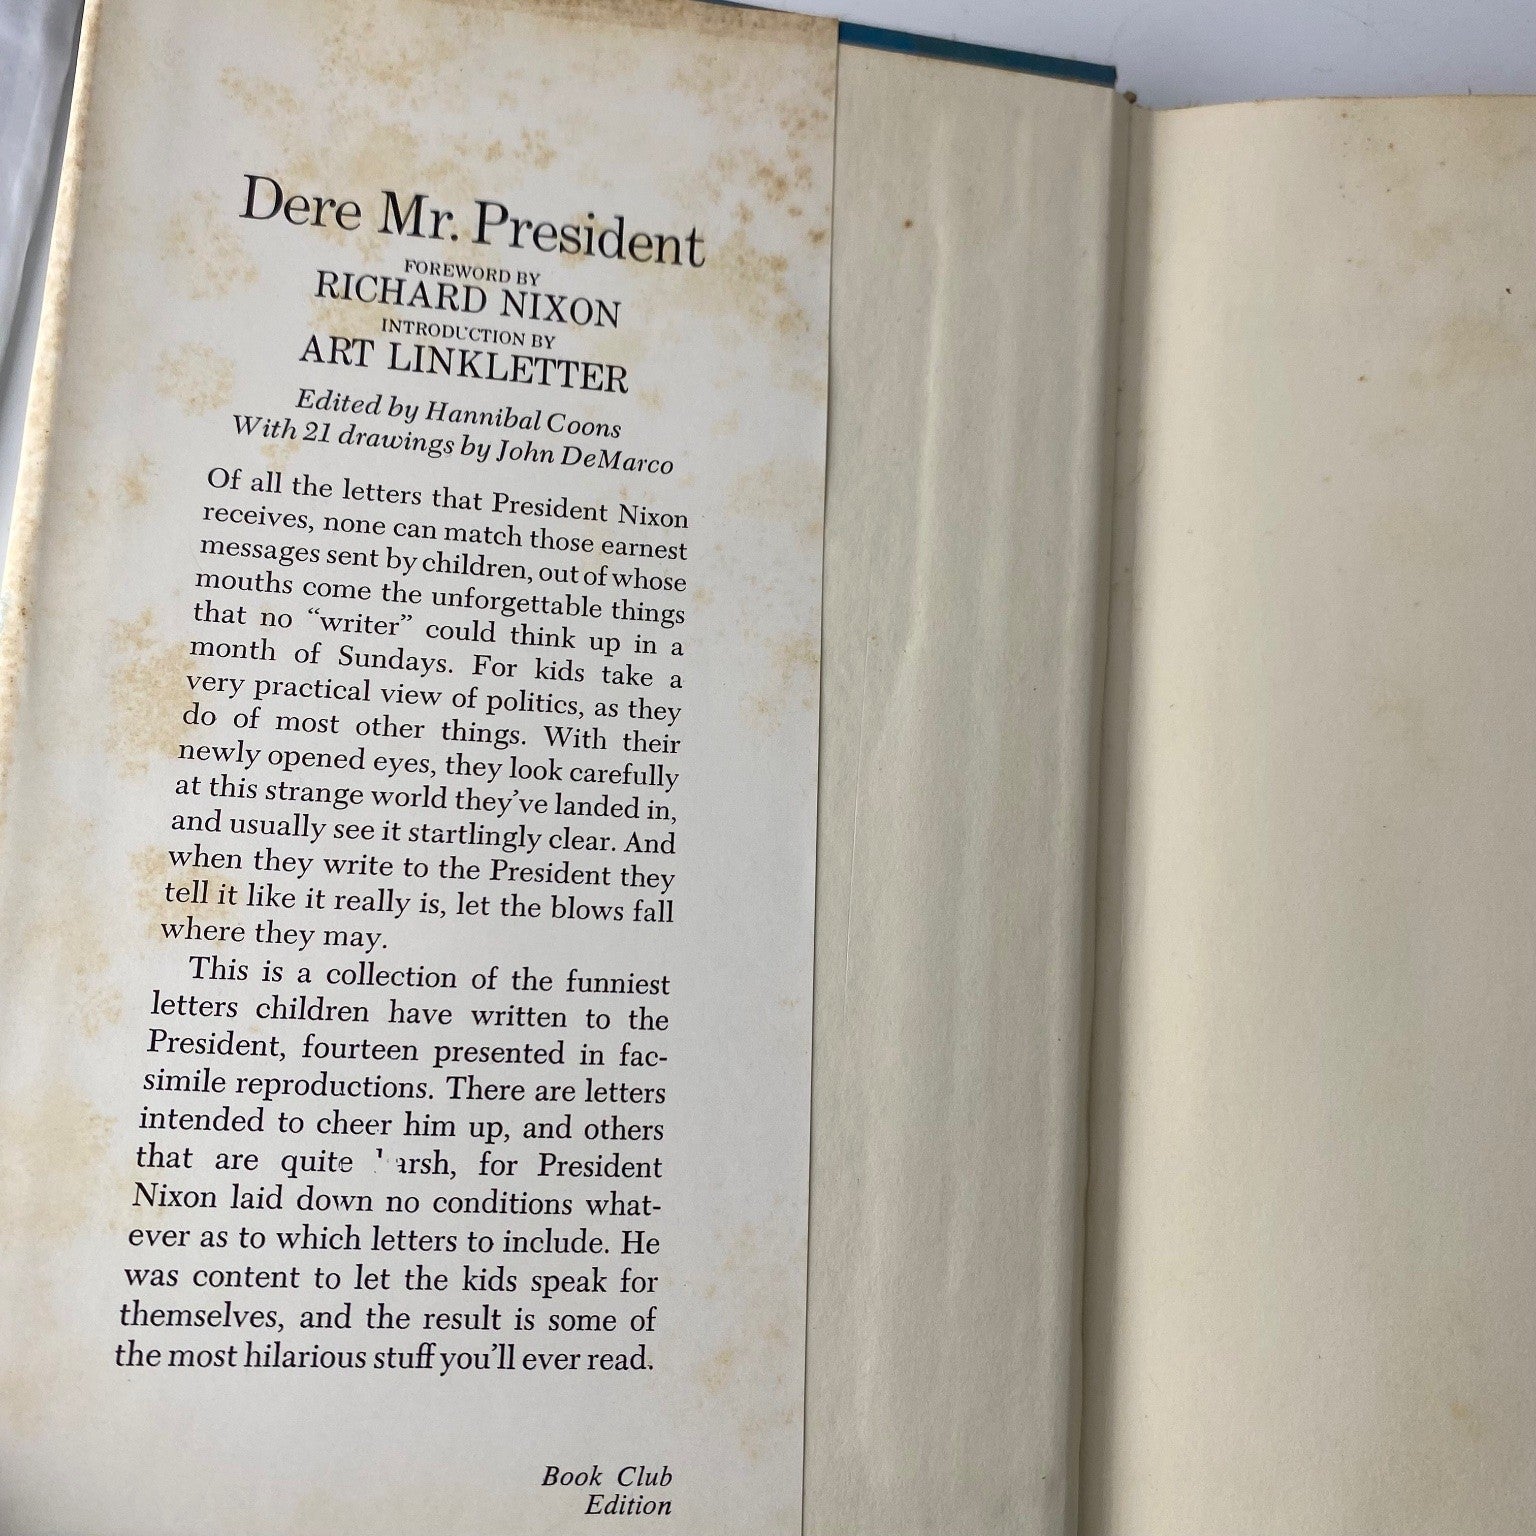 Dere Mr. President
FOREWORD BY
RICHARD NIXON
INTRODUCTION BY
ART LINKLETTER
Edited by Hannibal Coons
With 21 drawings by John DeMarco
Of all the letters that President Nixon
receives, none can match those earnest
messages sent by children, out of whose
mouths come the unforgettable things
that no “writer” could think up in a
month of Sundays. For kids take a
very practical view of politics, as they
do of most other things. With their
newly opened eyes, they look carefully
at this strange world they’ve landed in,
and usually see it startlingly clear. And
when they write to the President they
tell it like it really is, let the blows fall
where they may.
This is a collection of the funniest
letters children have written to the
President, fourteen presented in fac-
simile reproductions. There are letters
intended to cheer him up, and others
that are quite harsh, for President
Nixon laid down no conditions what-
ever as to which letters to include. He
was content to let the kids speak for
themselves, and the result is some of
the most hilarious stuff you’ll ever read.
Book Club
Edition